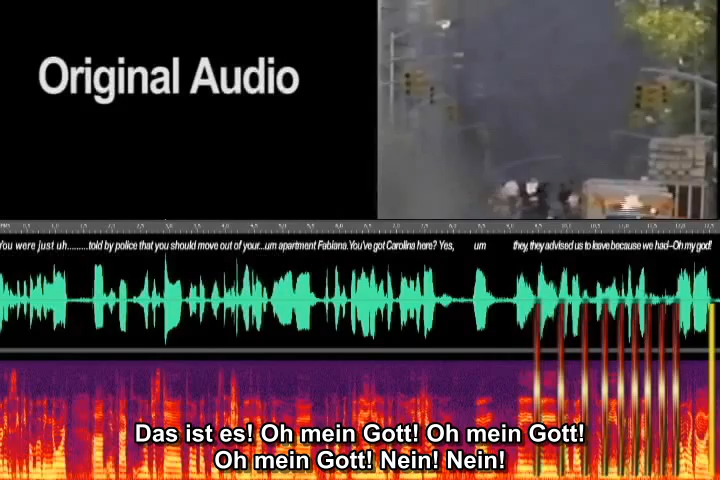 Original Audio
You were just uh.........told by police that you should move out of your...um apartment Fabiana. You've got Carolina here? Yes, um they, they advised us to leave because we had--Oh my god!
Das ist es! Oh mein Gott! Oh mein Gott!
Oh mein Gott! Nein! Nein!